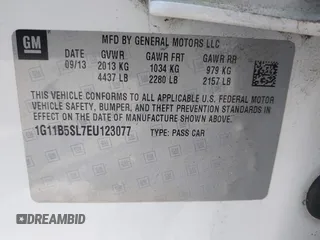 GM
MFD BY GENERAL MOTORS LLC
09/13 GVWR GAWR FRT GAWR RR
2013 KG 1034 KG 979 KG
4437 LB 2280 LB 2157 LB
THIS VEHICLE CONFORMS TO ALL APPLICABLE U.S.
FEDERAL MOTOR VEHICLE SAFETY, BUMPER, AND THEFT PREVENTION STANDARDS IN
EFFECT ON THE DATE OF MANUFACTURE SHOWN ABOVE.
1G11B5SL7EU123077 TYPE: PASS CAR
© ClearCar.com